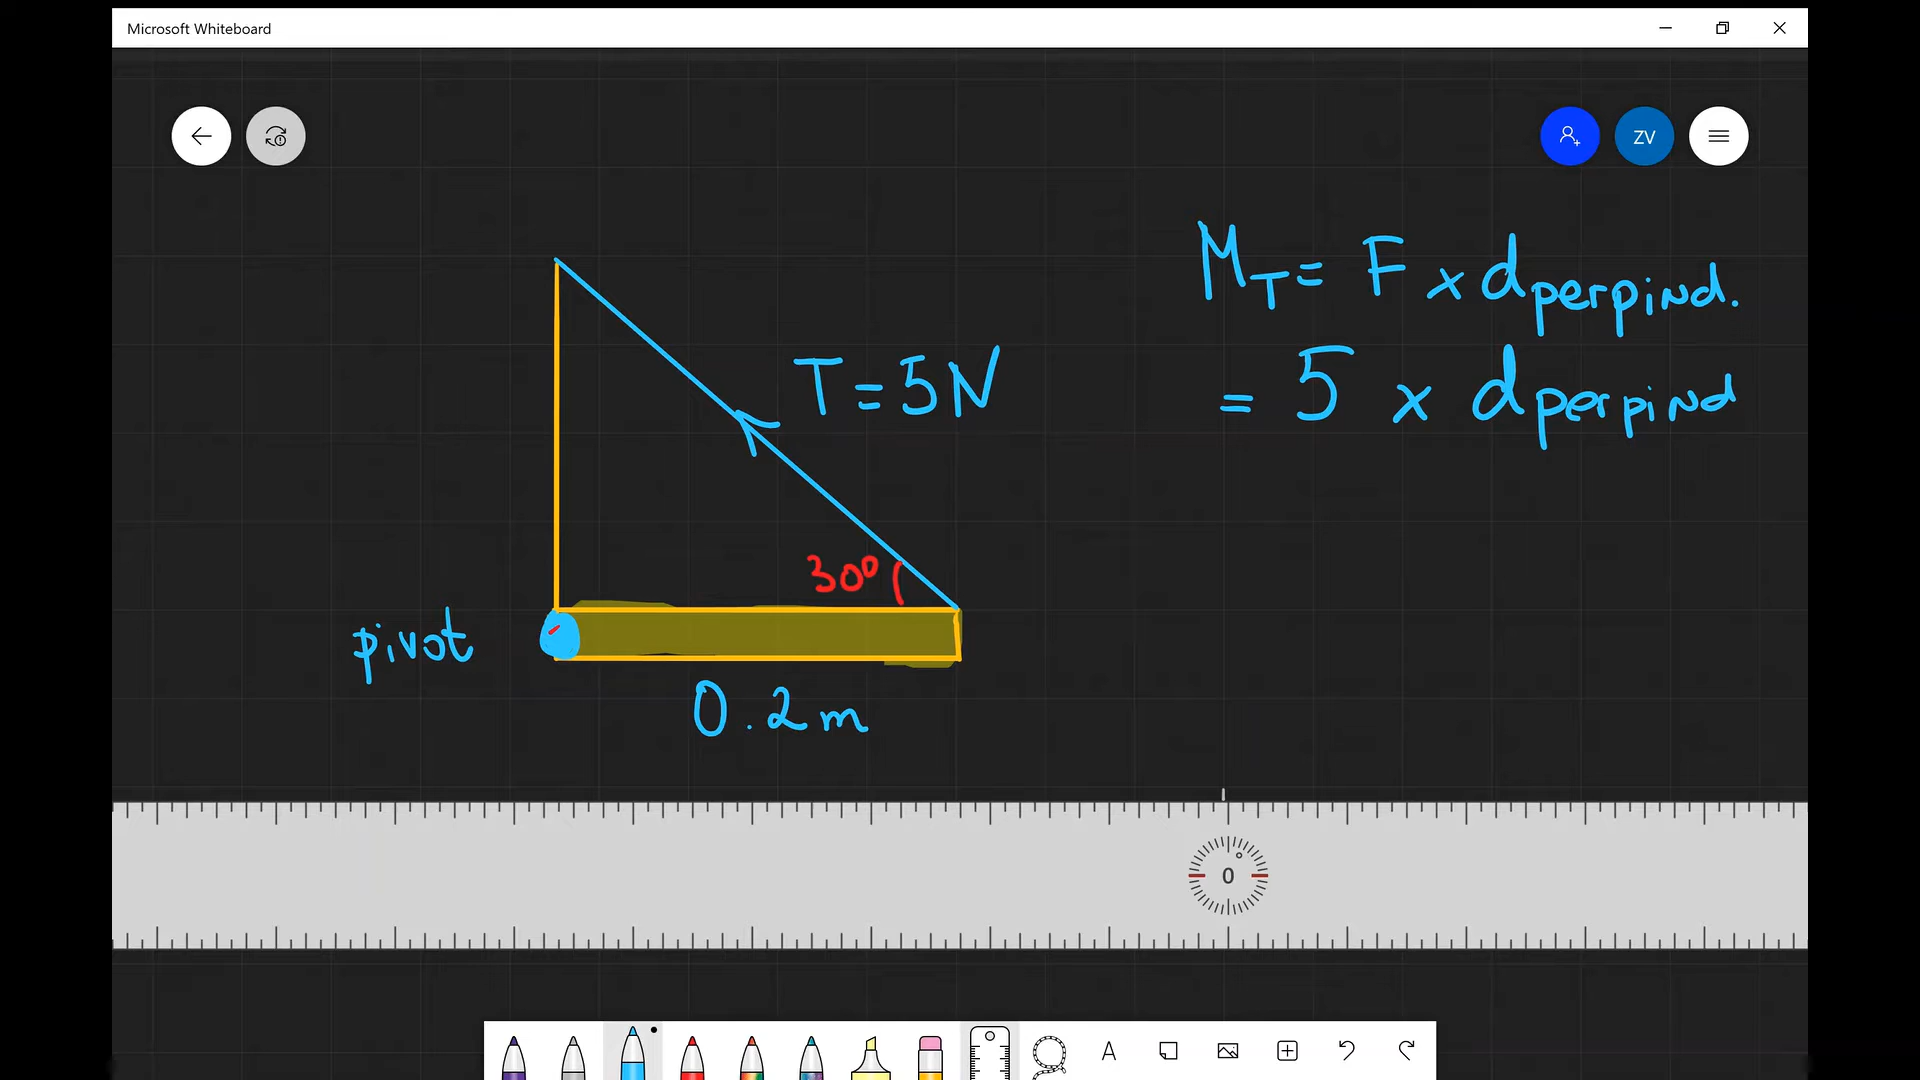 Microsoft Whiteboard
ZV
M_T = F × d_perpind.
T = 5N
= 5 × d_perpind
30°
pivot
0.2m
0
A